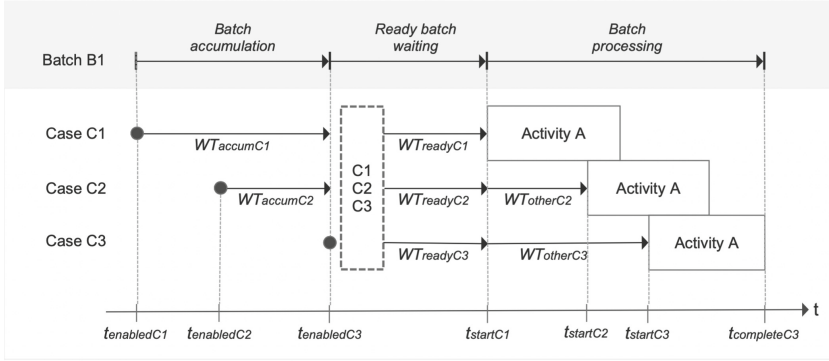 Batch accumulation
Ready batch waiting
Batch processing
Batch B1
Case C1
WTaccumC1
WTreadyC1
Activity A
Case C2
WTaccumC2
C1
C2
C3
WTreadyC2
WTotherC2
Activity A
Case C3
WTreadyC3
WTotherC3
Activity A
t
tenabledC1
tenabledC2
tenabledC3
tstartC1
tstartC2
tstartC3
tcompleteC3